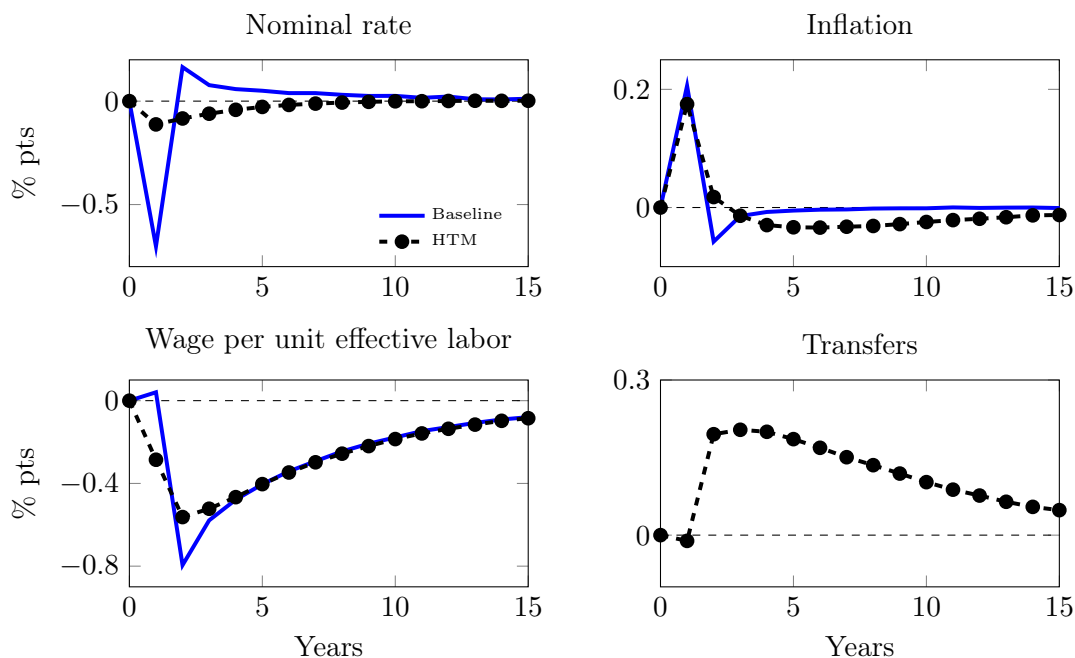 Nominal rate
Inflation
0
−0.5
% pts
Baseline
HTM
0 5 10 15
0.2
0
0 5 10 15
Wage per unit effective labor
Transfers
0
−0.4
−0.8
% pts
0 5 10 15
Years
0.3
0
0 5 10 15
Years